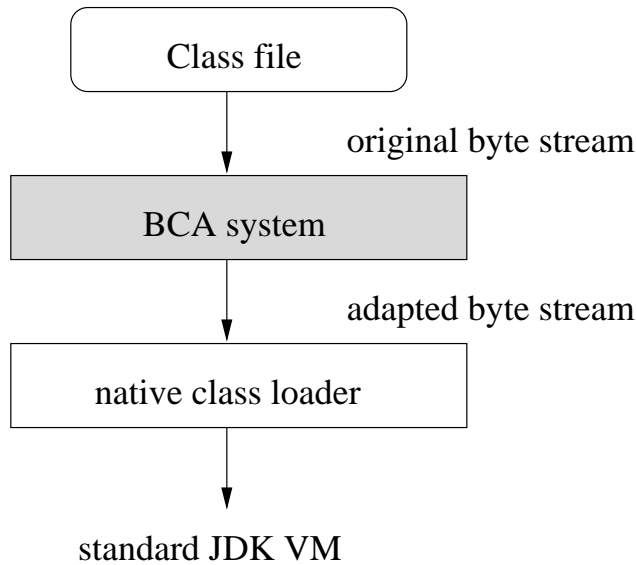 Class file
original byte stream
BCA system
adapted byte stream
native class loader
standard JDK VM